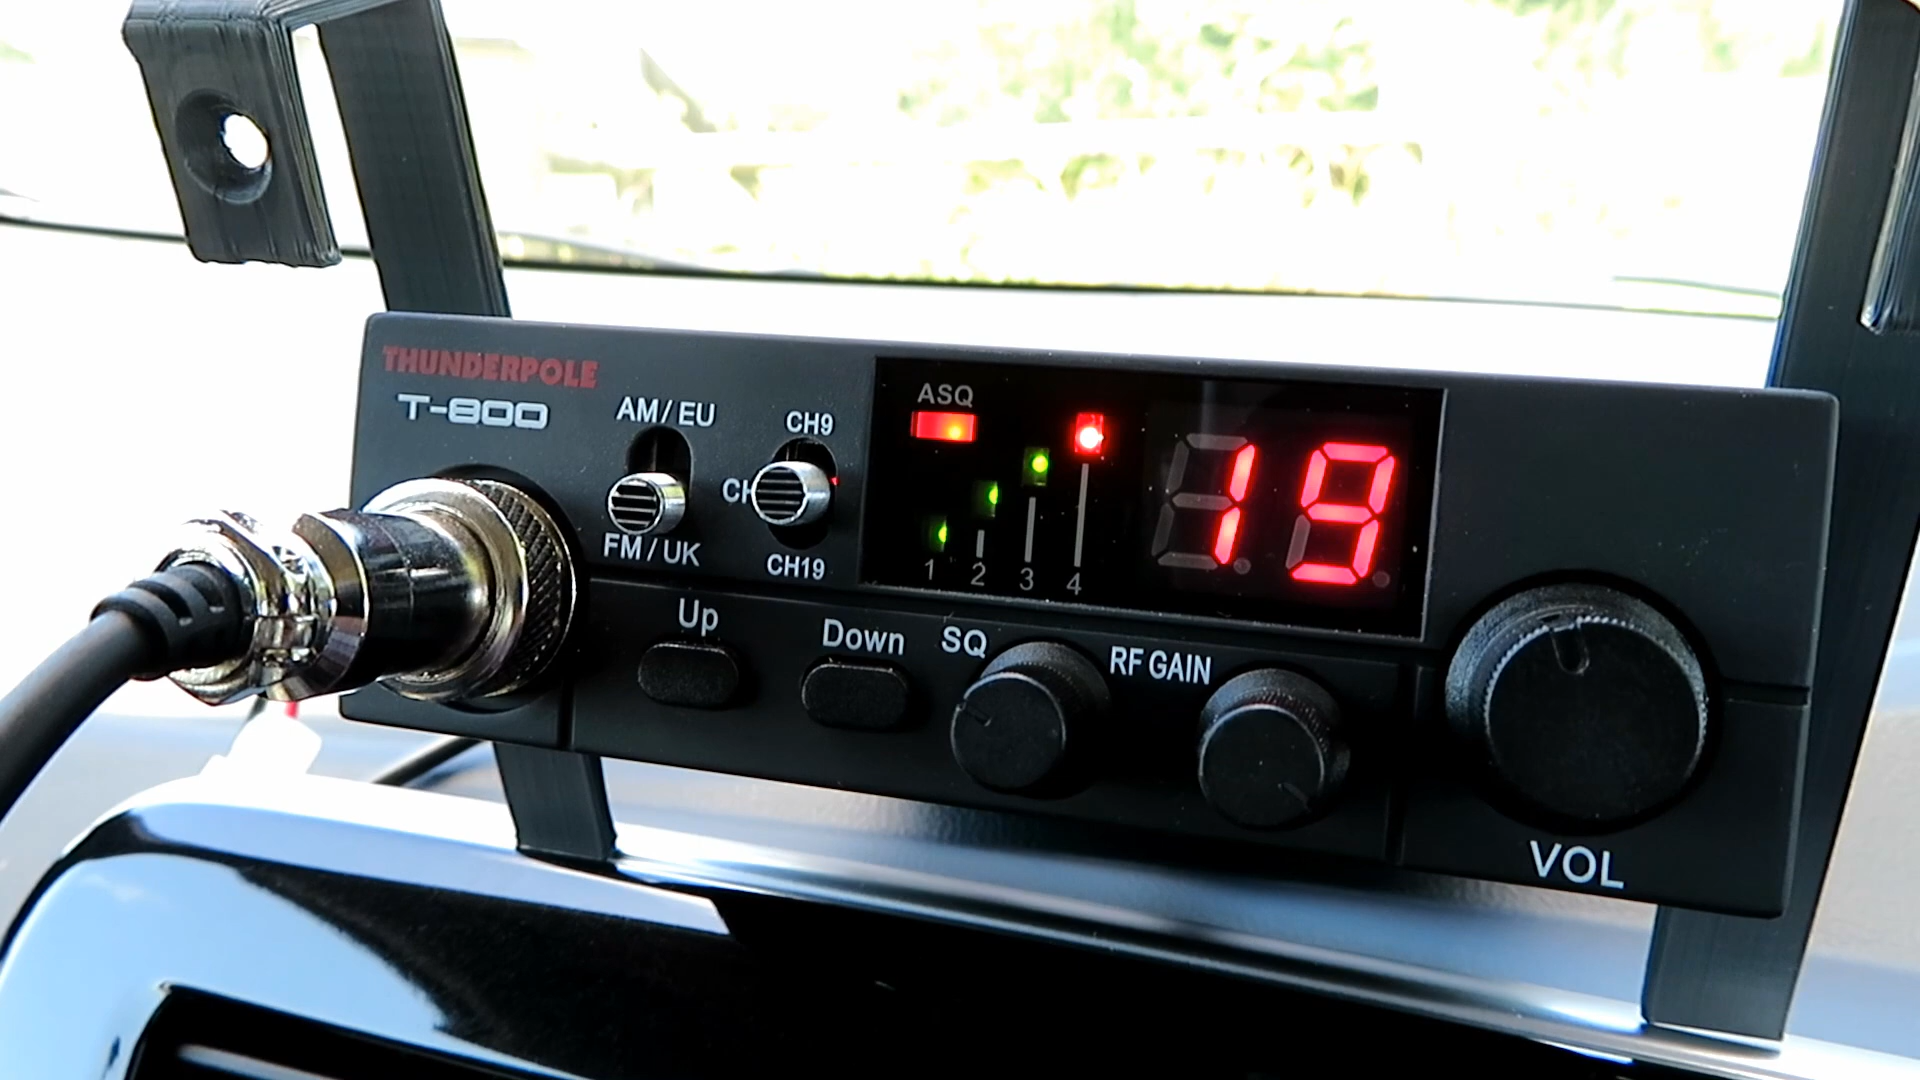 THUNDERPOLE
T-800
AM / EU
FM / UK
CH9
CH
CH19
ASQ
1 2 3 4
19
Up
Down
SQ
RF GAIN
VOL